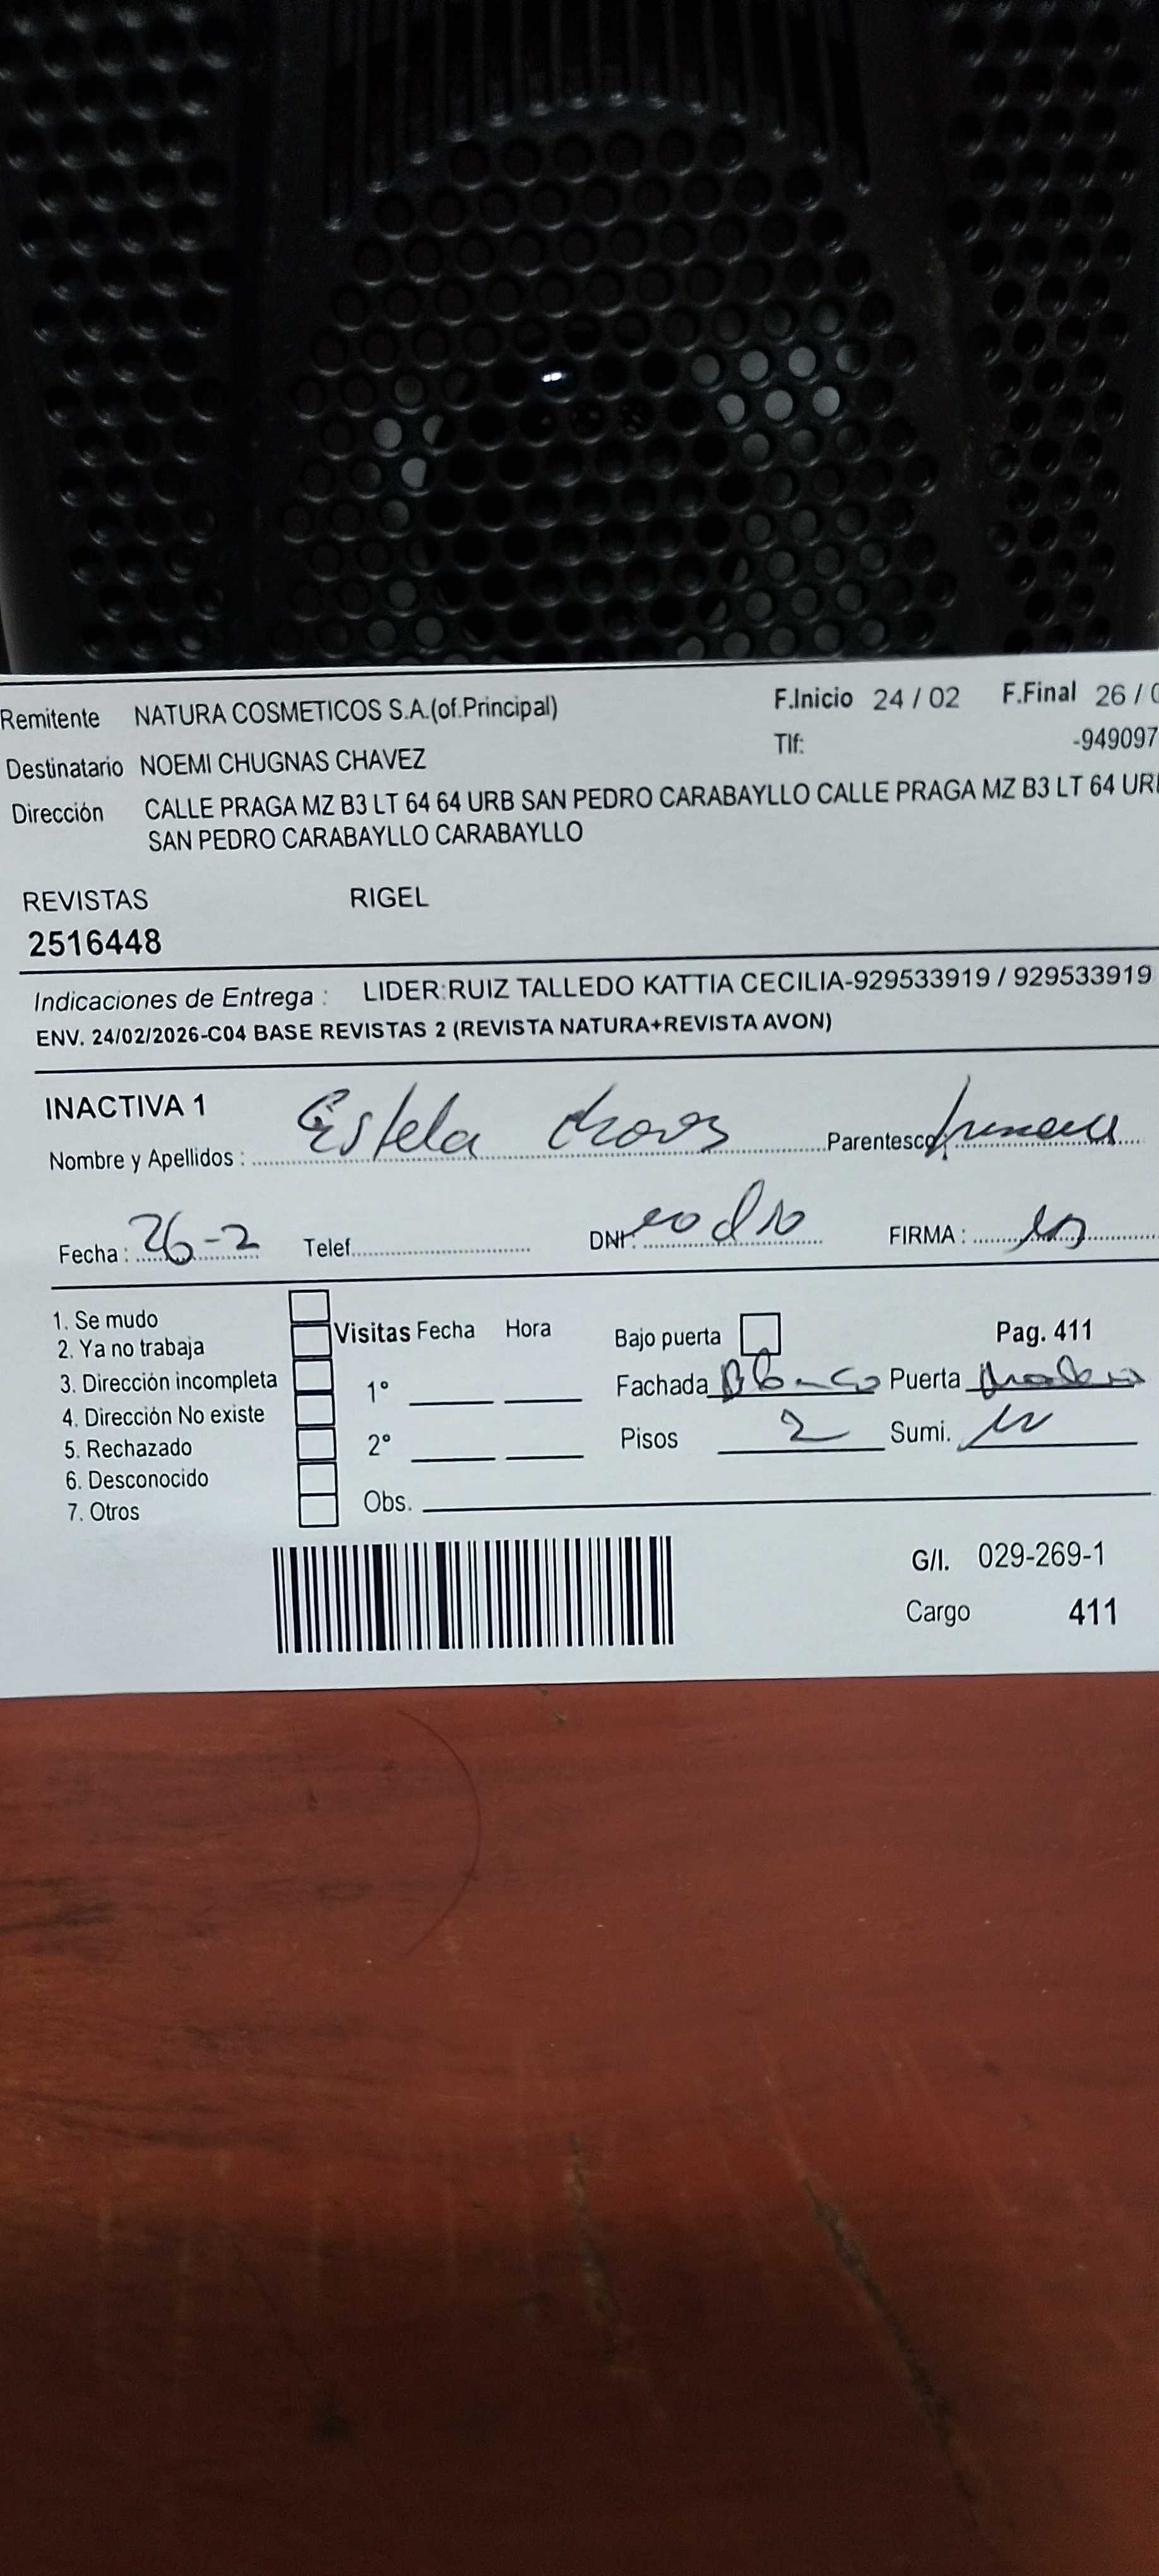 Remitente NATURA COSMETICOS S.A.(of.Principal) F.Inicio 24 / 02 F.Final 26 / 0
Tlf: -949097
Destinatario NOEMI CHUGNAS CHAVEZ
Dirección CALLE PRAGA MZ B3 LT 64 64 URB SAN PEDRO CARABAYLLO CALLE PRAGA MZ B3 LT 64 UR
SAN PEDRO CARABAYLLO CARABAYLLO
REVISTAS RIGEL
2516448
Indicaciones de Entrega : LIDER:RUIZ TALLEDO KATTIA CECILIA-929533919 / 929533919
ENV. 24/02/2026-C04 BASE REVISTAS 2 (REVISTA NATURA+REVISTA AVON)
INACTIVA 1
Nombre y Apellidos : Estela Parentesco
Fecha : 26-2 Telef. DNI: FIRMA :
1. Se mudo
2. Ya no trabaja
3. Dirección incompleta
4. Dirección No existe
5. Rechazado
6. Desconocido
7. Otros
Visitas Fecha Hora
1°
2°
Obs.
Bajo puerta Pag. 411
Fachada Blanco Puerta
Pisos 2 Sumi.
G/I. 029-269-1
Cargo 411